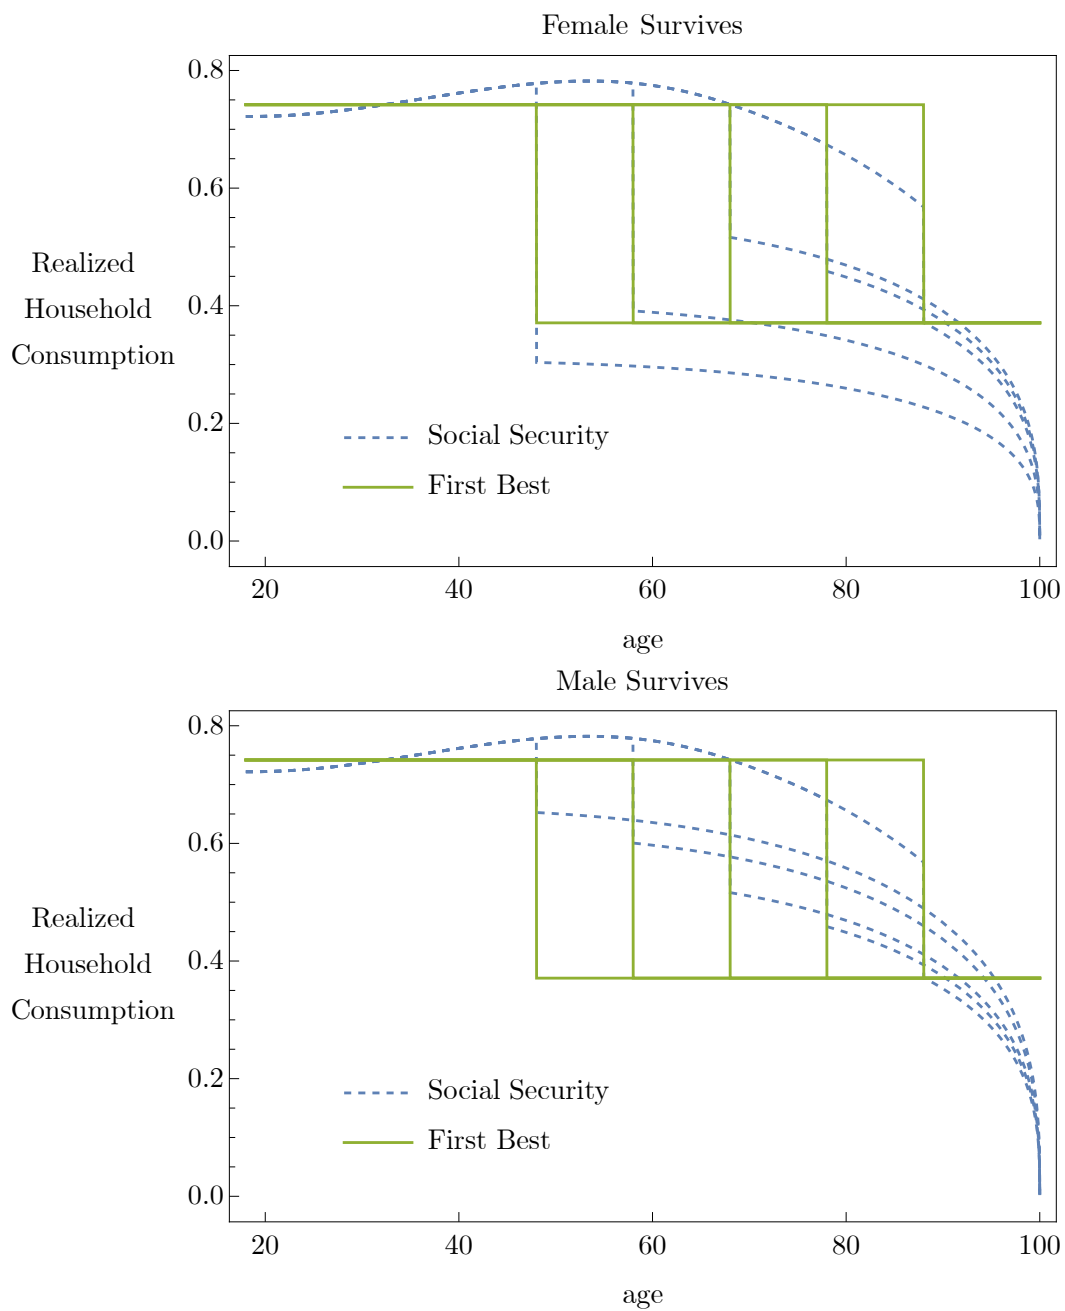 Female Survives
0.8
0.6
0.4
0.2
0.0
Realized
Household
Consumption
Social Security
First Best
20 40 60 80 100
age
Male Survives
0.8
0.6
0.4
0.2
0.0
Realized
Household
Consumption
Social Security
First Best
20 40 60 80 100
age